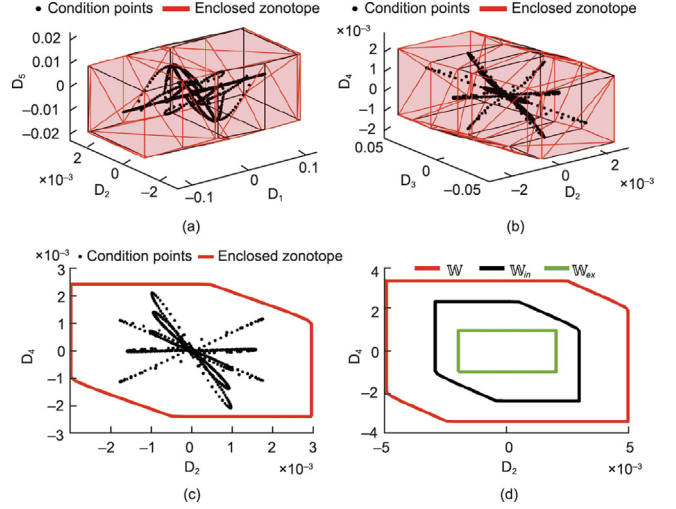 • Condition points — Enclosed zonotope
0.02
0.01
0
−0.01
−0.02
D5
2
0
−2
×10−3
D2
−0.1
0
0.1
D1
(a)
• Condition points — Enclosed zonotope
×10−3
2
1
0
−1
−2
D4
0.05
0
−0.05
D3
−2
0
2
D2
×10−3
(b)
×10−3
• Condition points — Enclosed zonotope
3
2
1
0
−1
−2
−3
D4
−2
−1
0
1
2
3
D2
×10−3
(c)
𝕎 𝕎in 𝕎ex
4
2
0
−2
−4
D4
−5
0
5
D2
×10−3
(d)